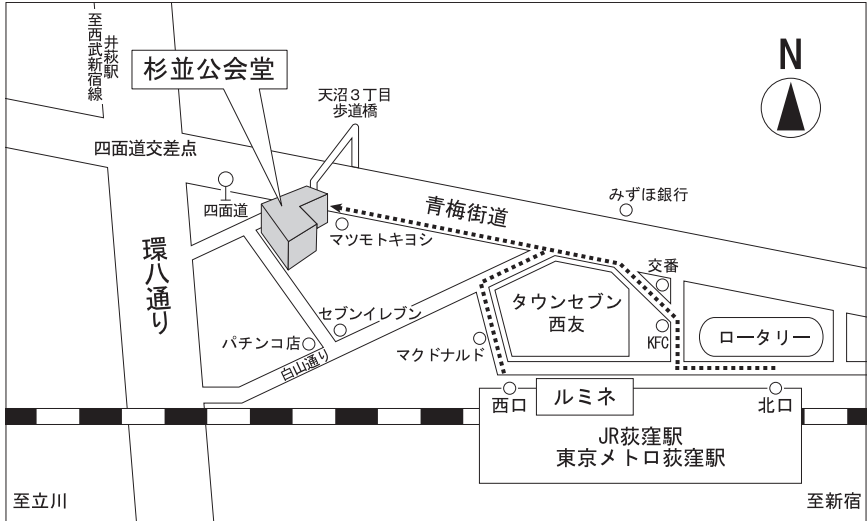 至西武新宿線
井荻駅
杉並公会堂
天沼３丁目
歩道橋
N
四面道交差点
四面道
青梅街道
みずほ銀行
マツモトキヨシ
環八通り
交番
タウンセブン
西友
セブンイレブン
パチンコ店
白山通り
マクドナルド
KFC
ロータリー
西口
ルミネ
北口
JR荻窪駅
東京メトロ荻窪駅
至立川
至新宿